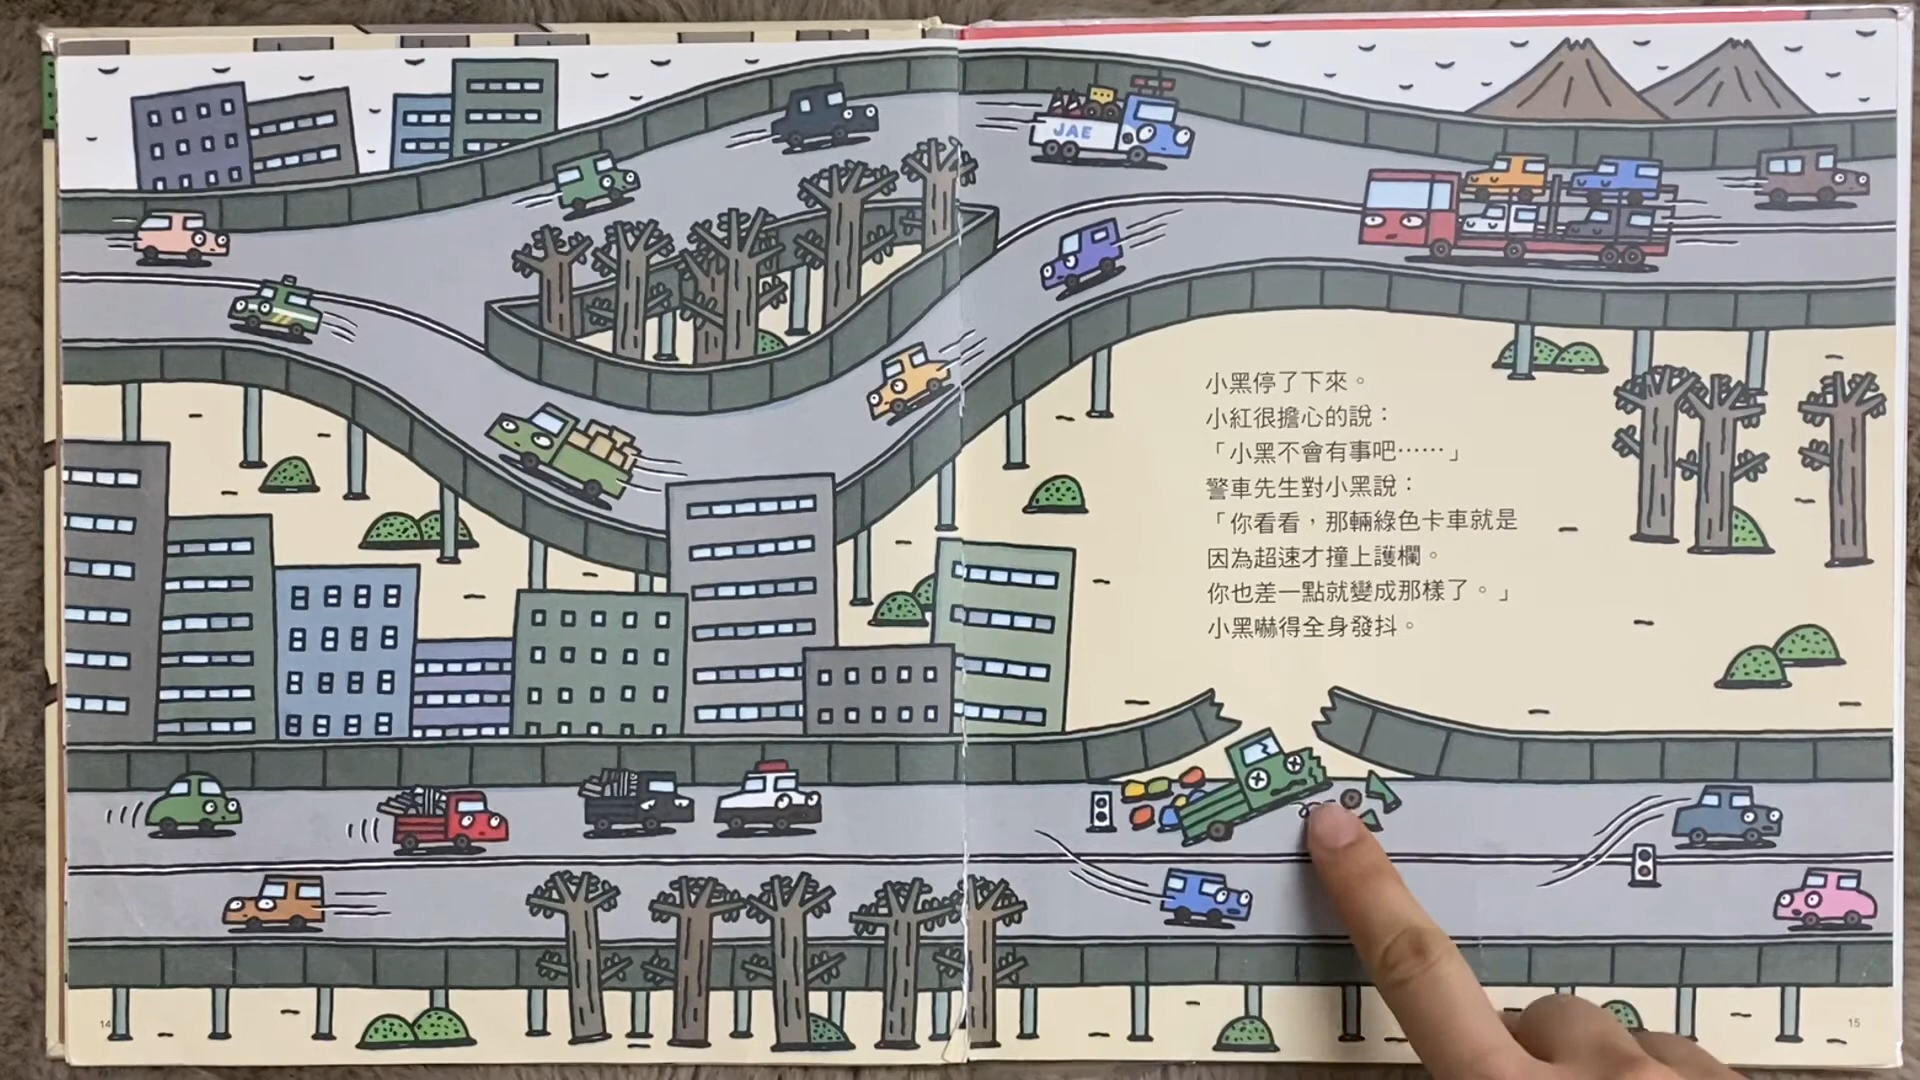 JAE
小黑停了下來。
小紅很擔心的說：
「小黑不會有事吧……」
警車先生對小黑說：
「你看看，那輛綠色卡車就是
因為超速才撞上護欄。
你也差一點就變成那樣了。」
小黑嚇得全身發抖。
14
15